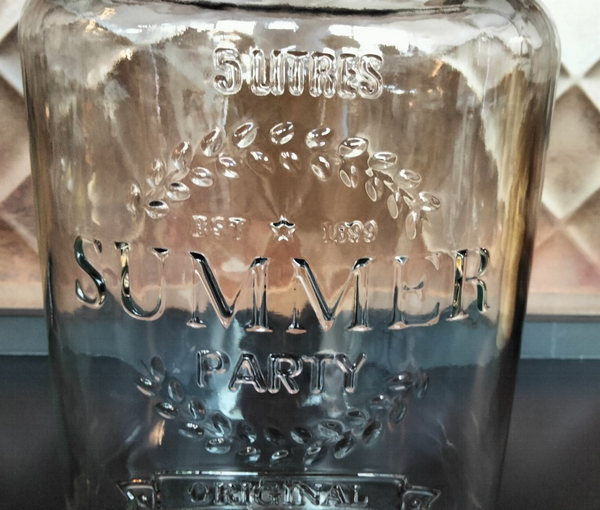 5 LITRES
EST 1899
SUMMER
PARTY
ORIGINAL